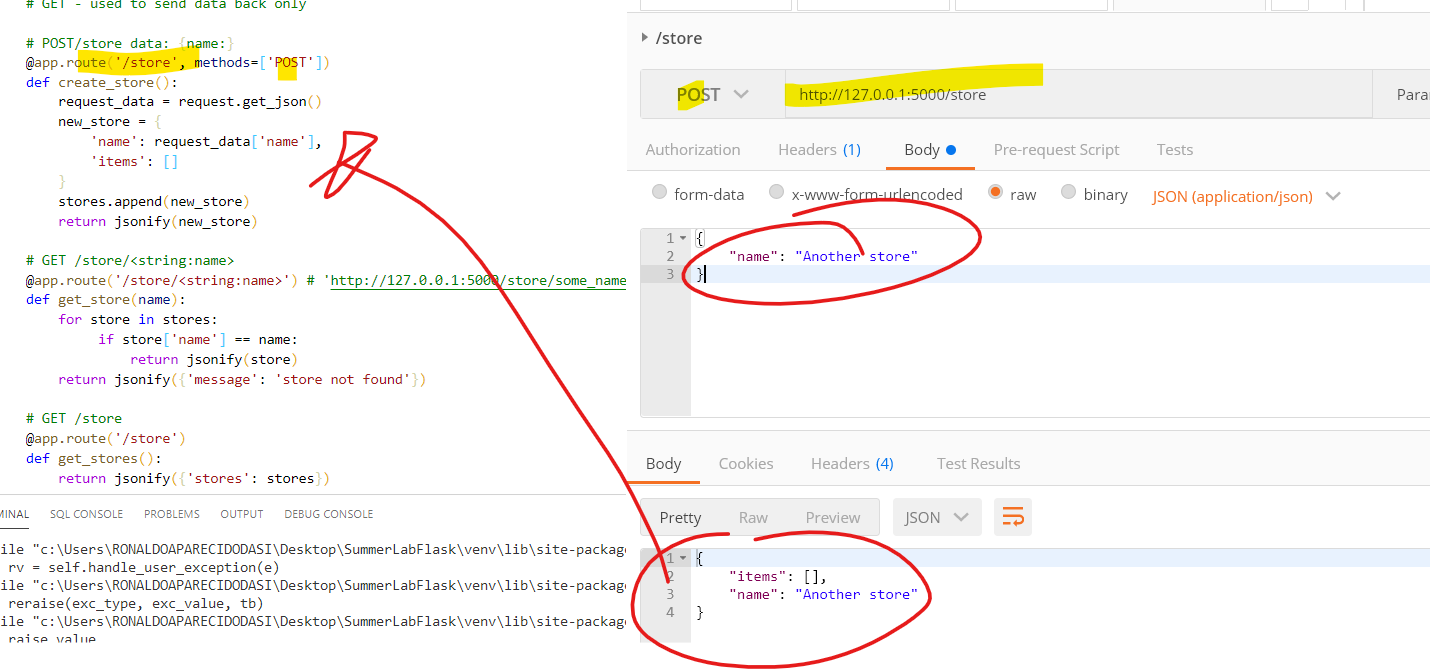 # GET - used to send data back only
# POST/store data: {name:}
@app.route('/store', methods=['POST'])
def create_store():
request_data = request.get_json()
new_store = {
'name': request_data['name'],
'items': []
}
stores.append(new_store)
return jsonify(new_store)
# GET /store/<string:name>
@app.route('/store/<string:name>') # 'http://127.0.0.1:5000/store/some_name
def get_store(name):
for store in stores:
if store['name'] == name:
return jsonify(store)
return jsonify({'message': 'store not found'})
# GET /store
@app.route('/store')
def get_stores():
return jsonify({'stores': stores})
MINAL SQL CONSOLE PROBLEMS OUTPUT DEBUG CONSOLE
ile "c:\Users\RONALDOAPARECIDODASI\Desktop\SummerLabFlask\venv\lib\site-package
rv = self.handle_user_exception(e)
ile "c:\Users\RONALDOAPARECIDODASI\Desktop\SummerLabFlask\venv\lib\site-package
reraise(exc_type, exc_value, tb)
ile "c:\Users\RONALDOAPARECIDODASI\Desktop\SummerLabFlask\venv\lib\site-package
raise value
/store
POST http://127.0.0.1:5000/store Para
Authorization Headers (1) Body Pre-request Script Tests
form-data x-www-form-urlencoded raw binary JSON (application/json)
1 {
2 "name": "Another store"
3 }
Body Cookies Headers (4) Test Results
Pretty Raw Preview JSON
1 {
2 "items": [],
3 "name": "Another store"
4 }